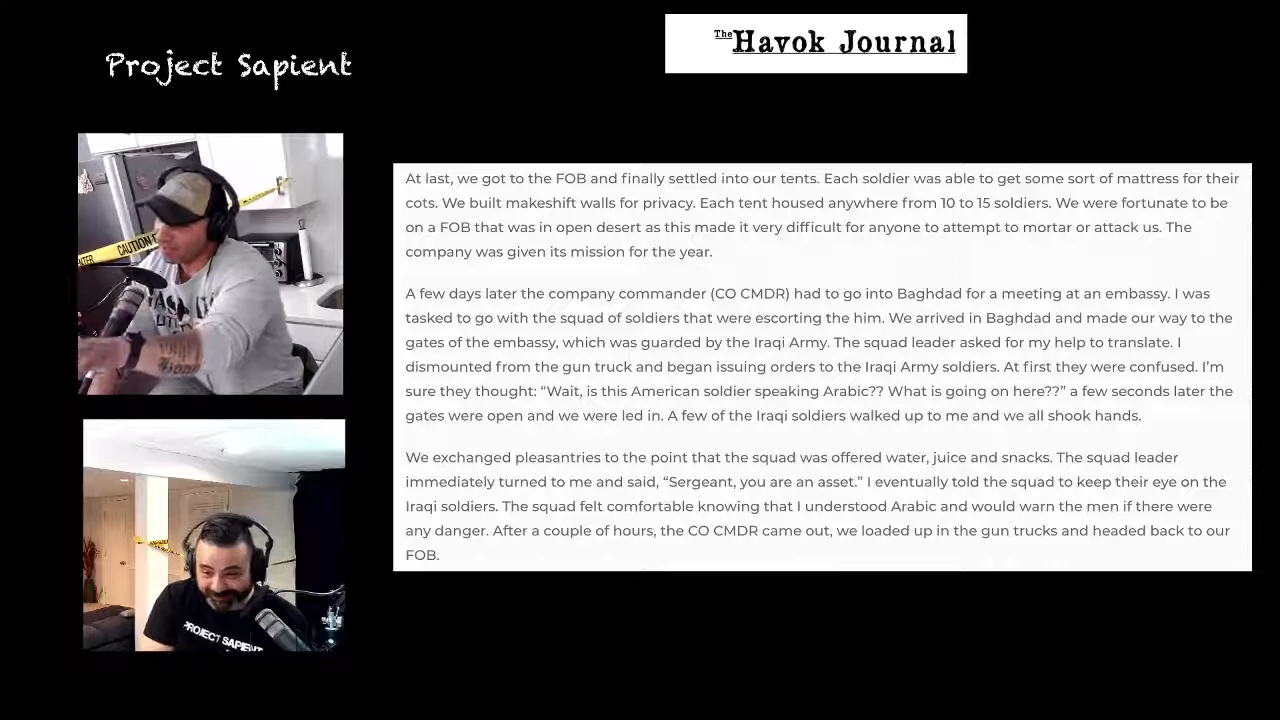 Project Sapient
The Havok Journal
At last, we got to the FOB and finally settled into our tents. Each soldier was able to get some sort of mattress for their
cots. We built makeshift walls for privacy. Each tent housed anywhere from 10 to 15 soldiers. We were fortunate to be
on a FOB that was in open desert as this made it very difficult for anyone to attempt to mortar or attack us. The
company was given its mission for the year.
A few days later the company commander (CO CMDR) had to go into Baghdad for a meeting at an embassy. I was
tasked to go with the squad of soldiers that were escorting the him. We arrived in Baghdad and made our way to the
gates of the embassy, which was guarded by the Iraqi Army. The squad leader asked for my help to translate. I
dismounted from the gun truck and began issuing orders to the Iraqi Army soldiers. At first they were confused. I’m
sure they thought: “Wait, is this American soldier speaking Arabic?? What is going on here??” a few seconds later the
gates were open and we were led in. A few of the Iraqi soldiers walked up to me and we all shook hands.
We exchanged pleasantries to the point that the squad was offered water, juice and snacks. The squad leader
immediately turned to me and said, “Sergeant, you are an asset.” I eventually told the squad to keep their eye on the
Iraqi soldiers. The squad felt comfortable knowing that I understood Arabic and would warn the men if there were
any danger. After a couple of hours, the CO CMDR came out, we loaded up in the gun trucks and headed back to our
FOB.
CAUTION
PROJECT SAPIENT